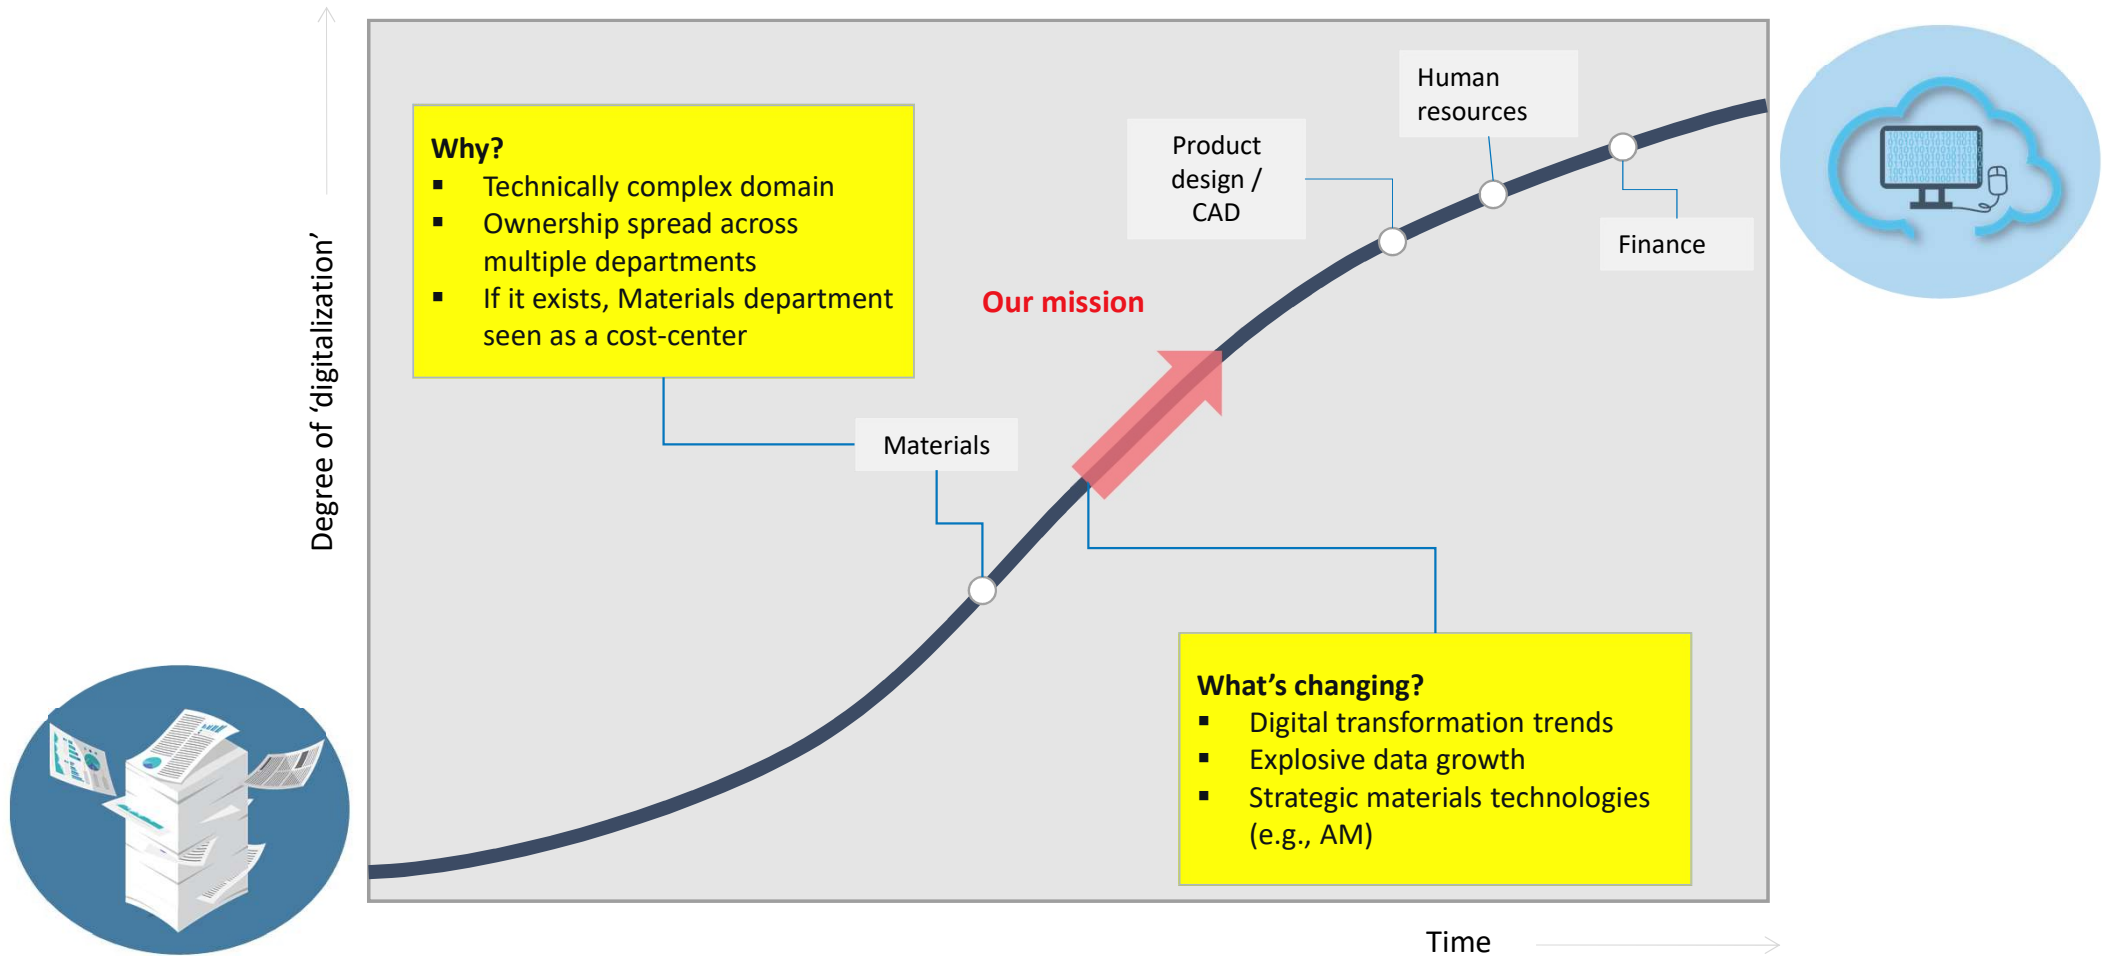 Degree of ‘digitalization’
Why?
▪ Technically complex domain
▪ Ownership spread across
multiple departments
▪ If it exists, Materials department
seen as a cost-center
Materials
Our mission
Product
design /
CAD
Human
resources
Finance
What’s changing?
▪ Digital transformation trends
▪ Explosive data growth
▪ Strategic materials technologies
(e.g., AM)
Time